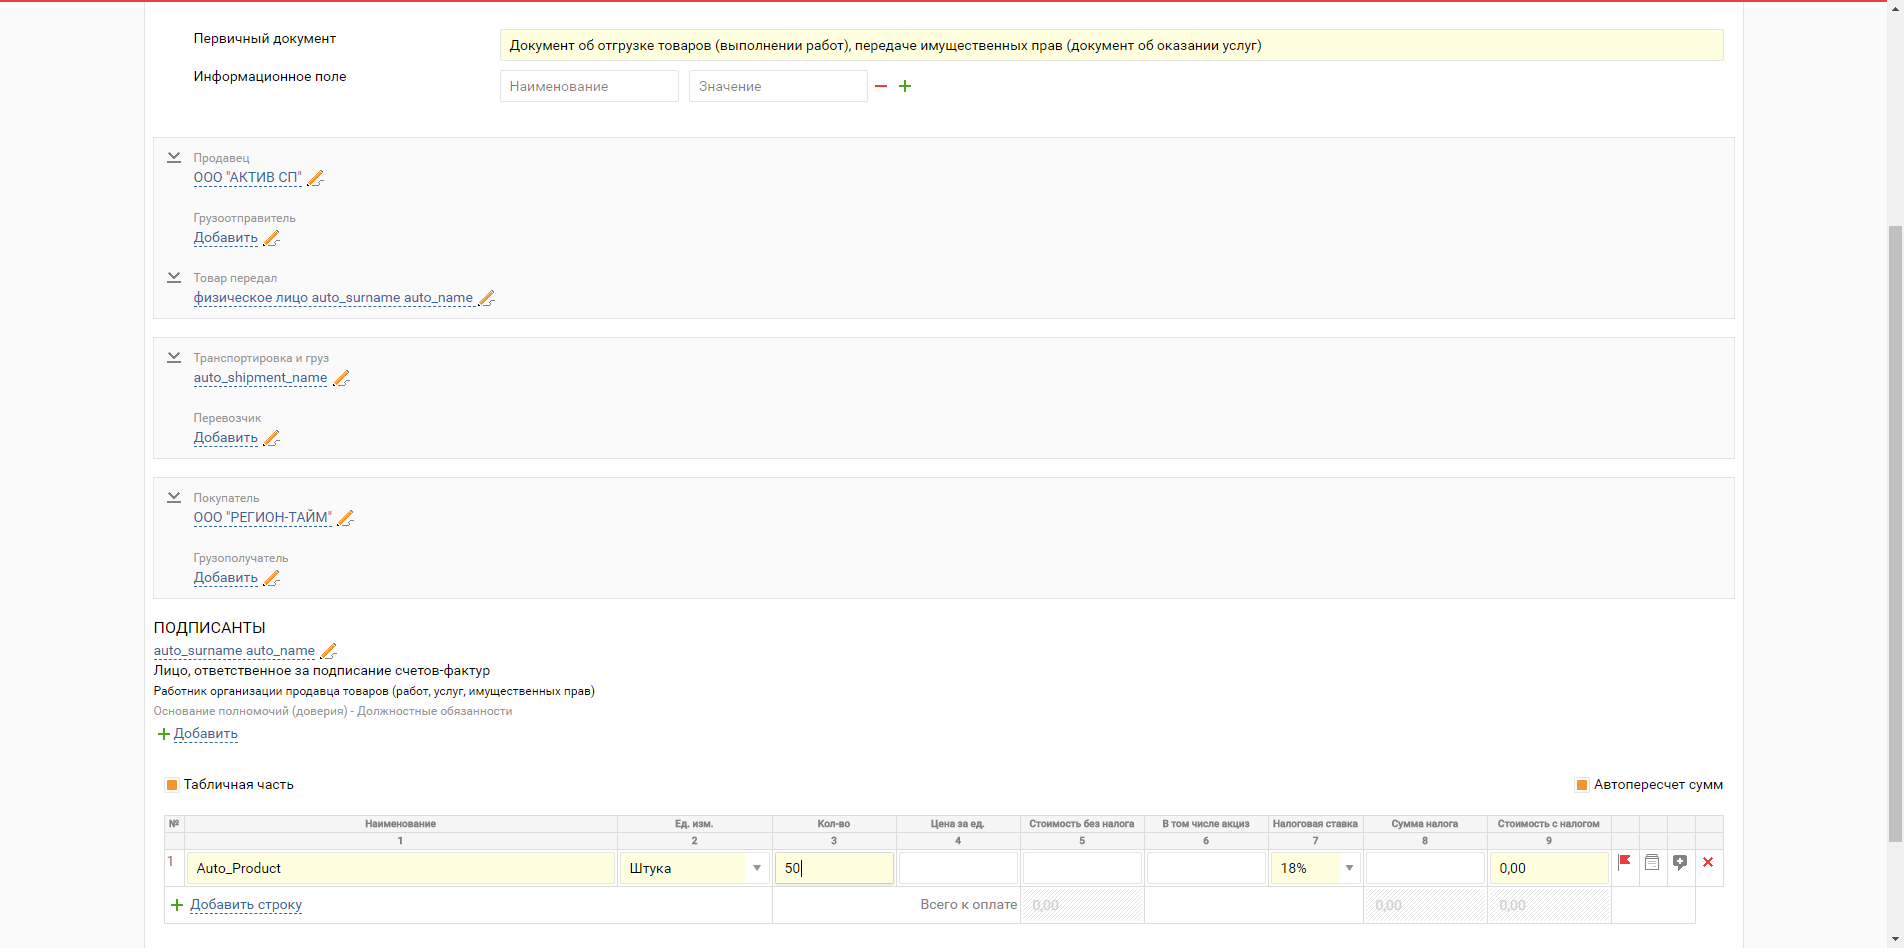 Первичный документ
Документ об отгрузке товаров (выполнении работ), передаче имущественных прав (документ об оказании услуг)
Информационное поле
Наименование
Значение
Продавец
ООО "АКТИВ СП"
Грузоотправитель
Добавить
Товар передал
физическое лицо auto_surname auto_name
Транспортировка и груз
auto_shipment_name
Перевозчик
Добавить
Покупатель
ООО "РЕГИОН-ТАЙМ"
Грузополучатель
Добавить
ПОДПИСАНТЫ
auto_surname auto_name
Лицо, ответственное за подписание счетов-фактур
Работник организации продавца товаров (работ, услуг, имущественных прав)
Основание полномочий (доверия) - Должностные обязанности
Добавить
Табличная часть
Автопересчет сумм
№ Наименование Ед. изм. Кол-во Цена за ед. Стоимость без налога В том числе акциз Налоговая ставка Сумма налога Стоимость с налогом
1 2 3 4 5 6 7 8 9
1 Auto_Product Штука 50 18% 0,00
Добавить строку Всего к оплате 0,00 0,00 0,00